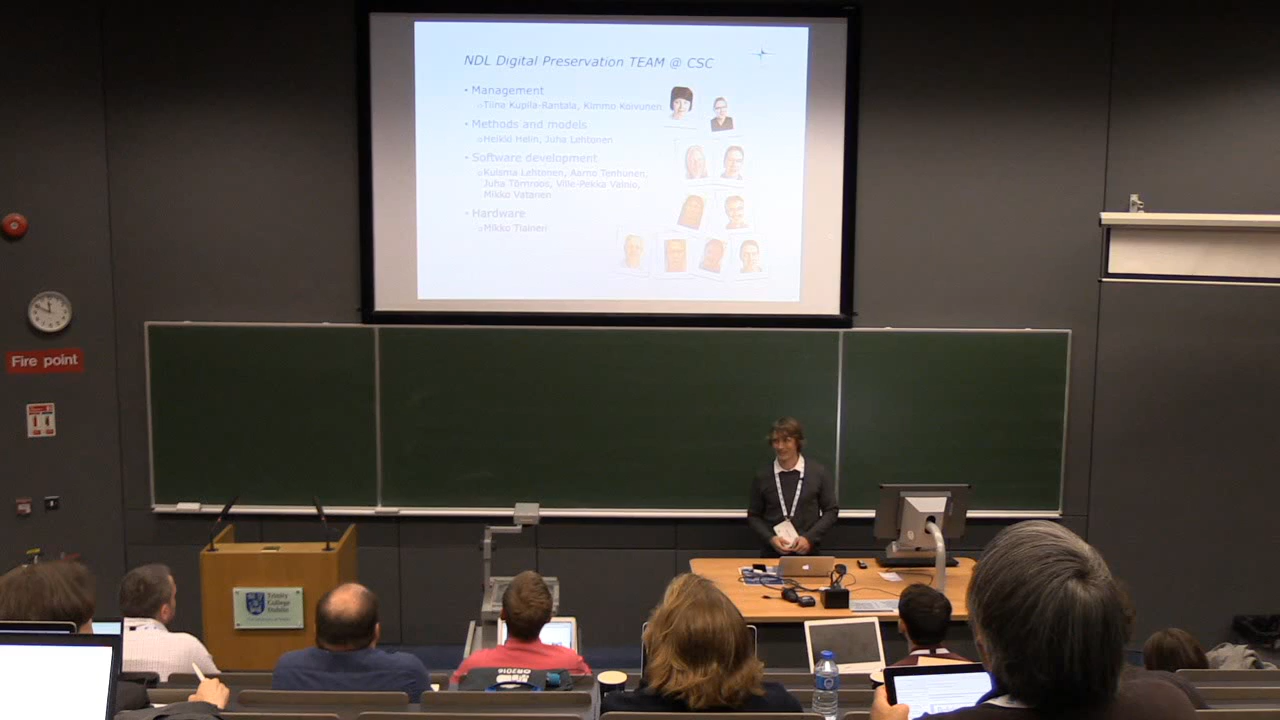 NDL Digital Preservation TEAM @ CSC
• Management
Tiina Kupila-Rantala, Kimmo Koivunen
• Methods and models
Heikki Helin, Juha Lehtonen
• Software development
Kuisma Lehtonen, Aarno Tenhunen,
Juha Törnroos, Ville-Pekka Vainio,
Mikko Vatanen
• Hardware
Mikko Tiainen
Fire point
Trinity
College
Dublin
OR2016